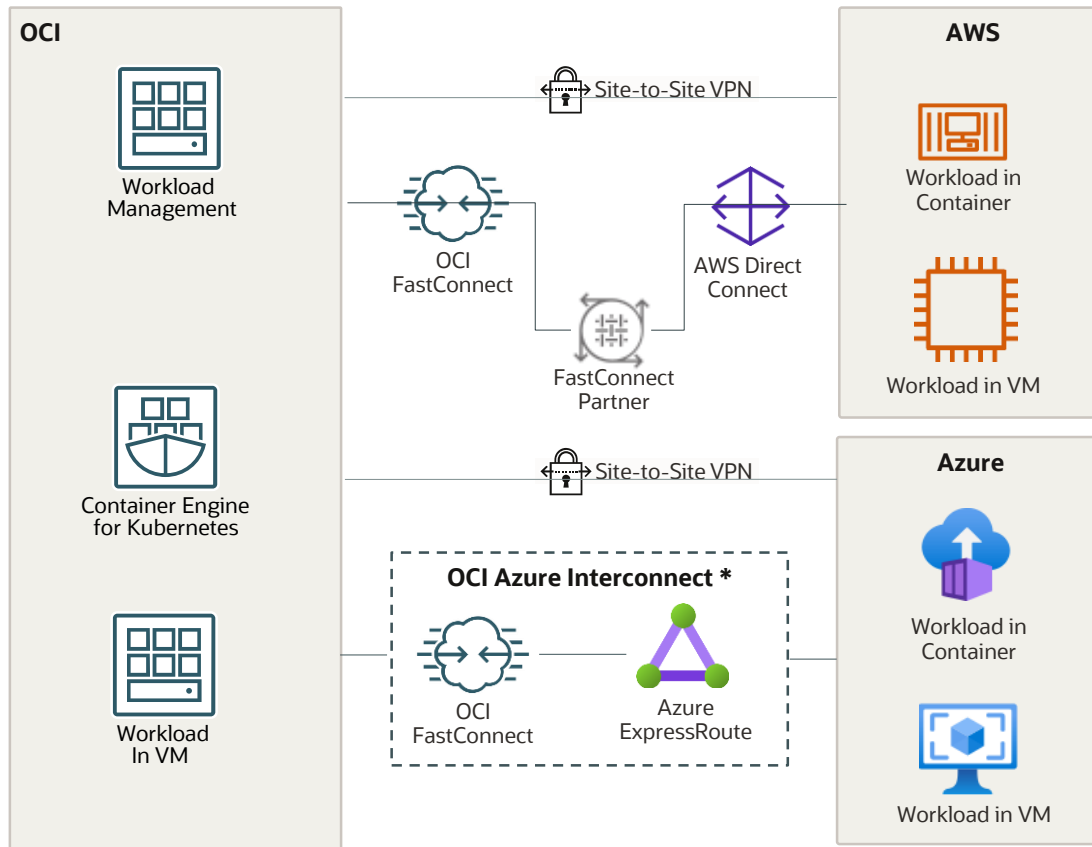 OCI
Workload
Management
Container Engine
for Kubernetes
Workload
In VM
Site-to-Site VPN
OCI
FastConnect
AWS Direct
Connect
FastConnect
Partner
Site-to-Site VPN
OCI Azure Interconnect *
OCI
FastConnect
Azure
ExpressRoute
AWS
Workload in
Container
Workload in VM
Azure
Workload in
Container
Workload in VM